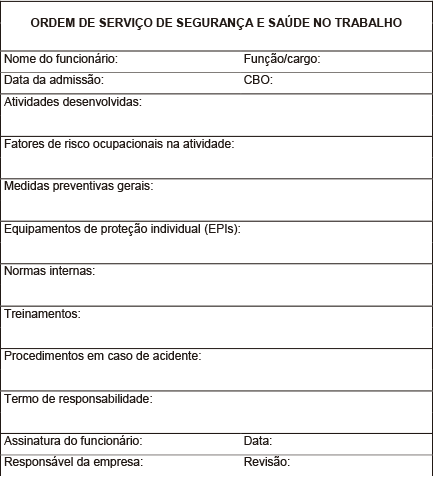 ORDEM DE SERVIÇO DE SEGURANÇA E SAÚDE NO TRABALHO
Nome do funcionário: Função/cargo:
Data da admissão: CBO:
Atividades desenvolvidas:
Fatores de risco ocupacionais na atividade:
Medidas preventivas gerais:
Equipamentos de proteção individual (EPIs):
Normas internas:
Treinamentos:
Procedimentos em caso de acidente:
Termo de responsabilidade:
Assinatura do funcionário: Data:
Responsável da empresa: Revisão: